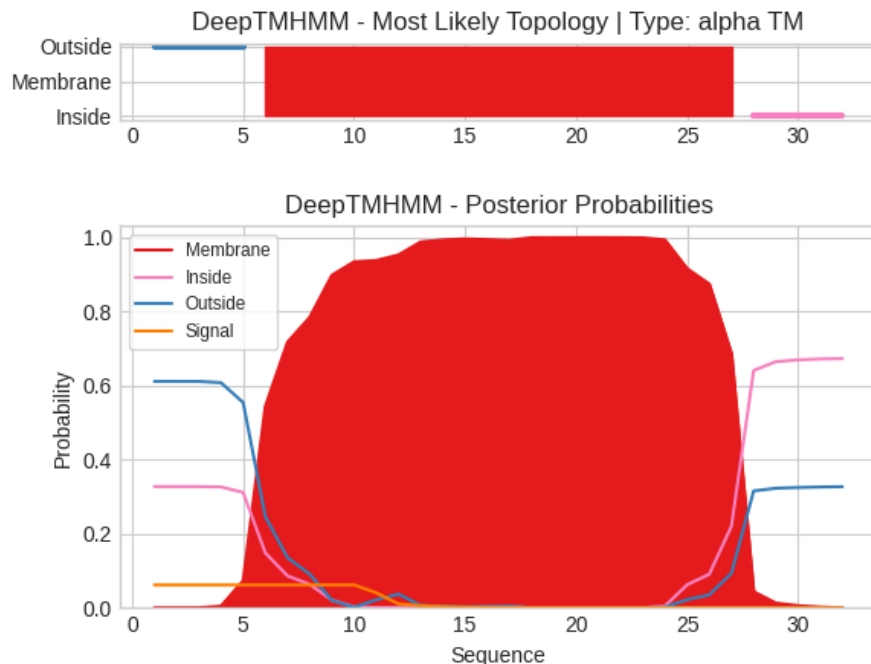 DeepTMHMM - Most Likely Topology | Type: alpha TM
Outside
Membrane
Inside
0 5 10 15 20 25 30
DeepTMHMM - Posterior Probabilities
1.0
0.8
0.6
0.4
0.2
0.0
Probability
Membrane
Inside
Outside
Signal
0 5 10 15 20 25 30
Sequence